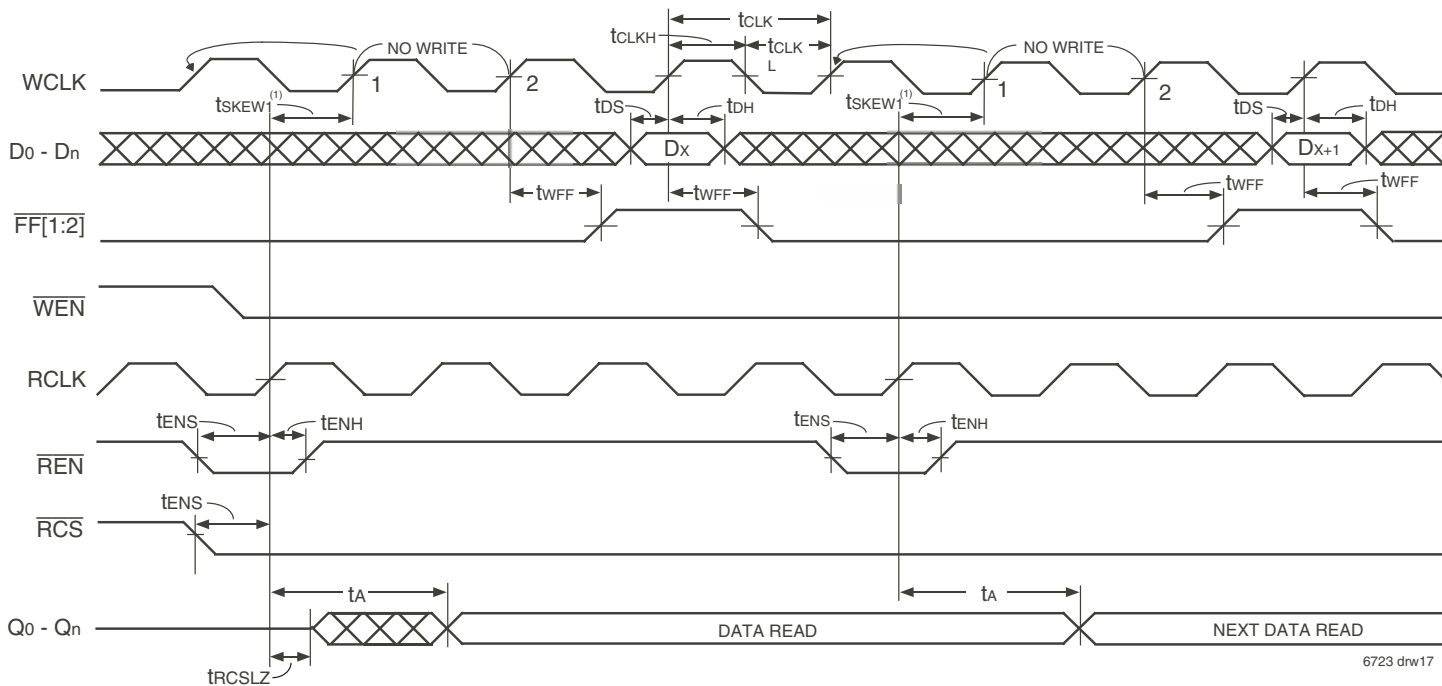 tCLK
tCLKH
tCLK
L
NO WRITE
NO WRITE
WCLK
1
2
1
2
tSKEW1(1)
tDS
tDH
tSKEW1(1)
tDS
tDH
D0 - Dn
DX
DX+1
tWFF
tWFF
tWFF
tWFF
FF[1:2]
WEN
RCLK
tENS
tENH
tENS
tENH
REN
tENS
RCS
tA
tA
Q0 - Qn
DATA READ
NEXT DATA READ
tRCSLZ
6723 drw17